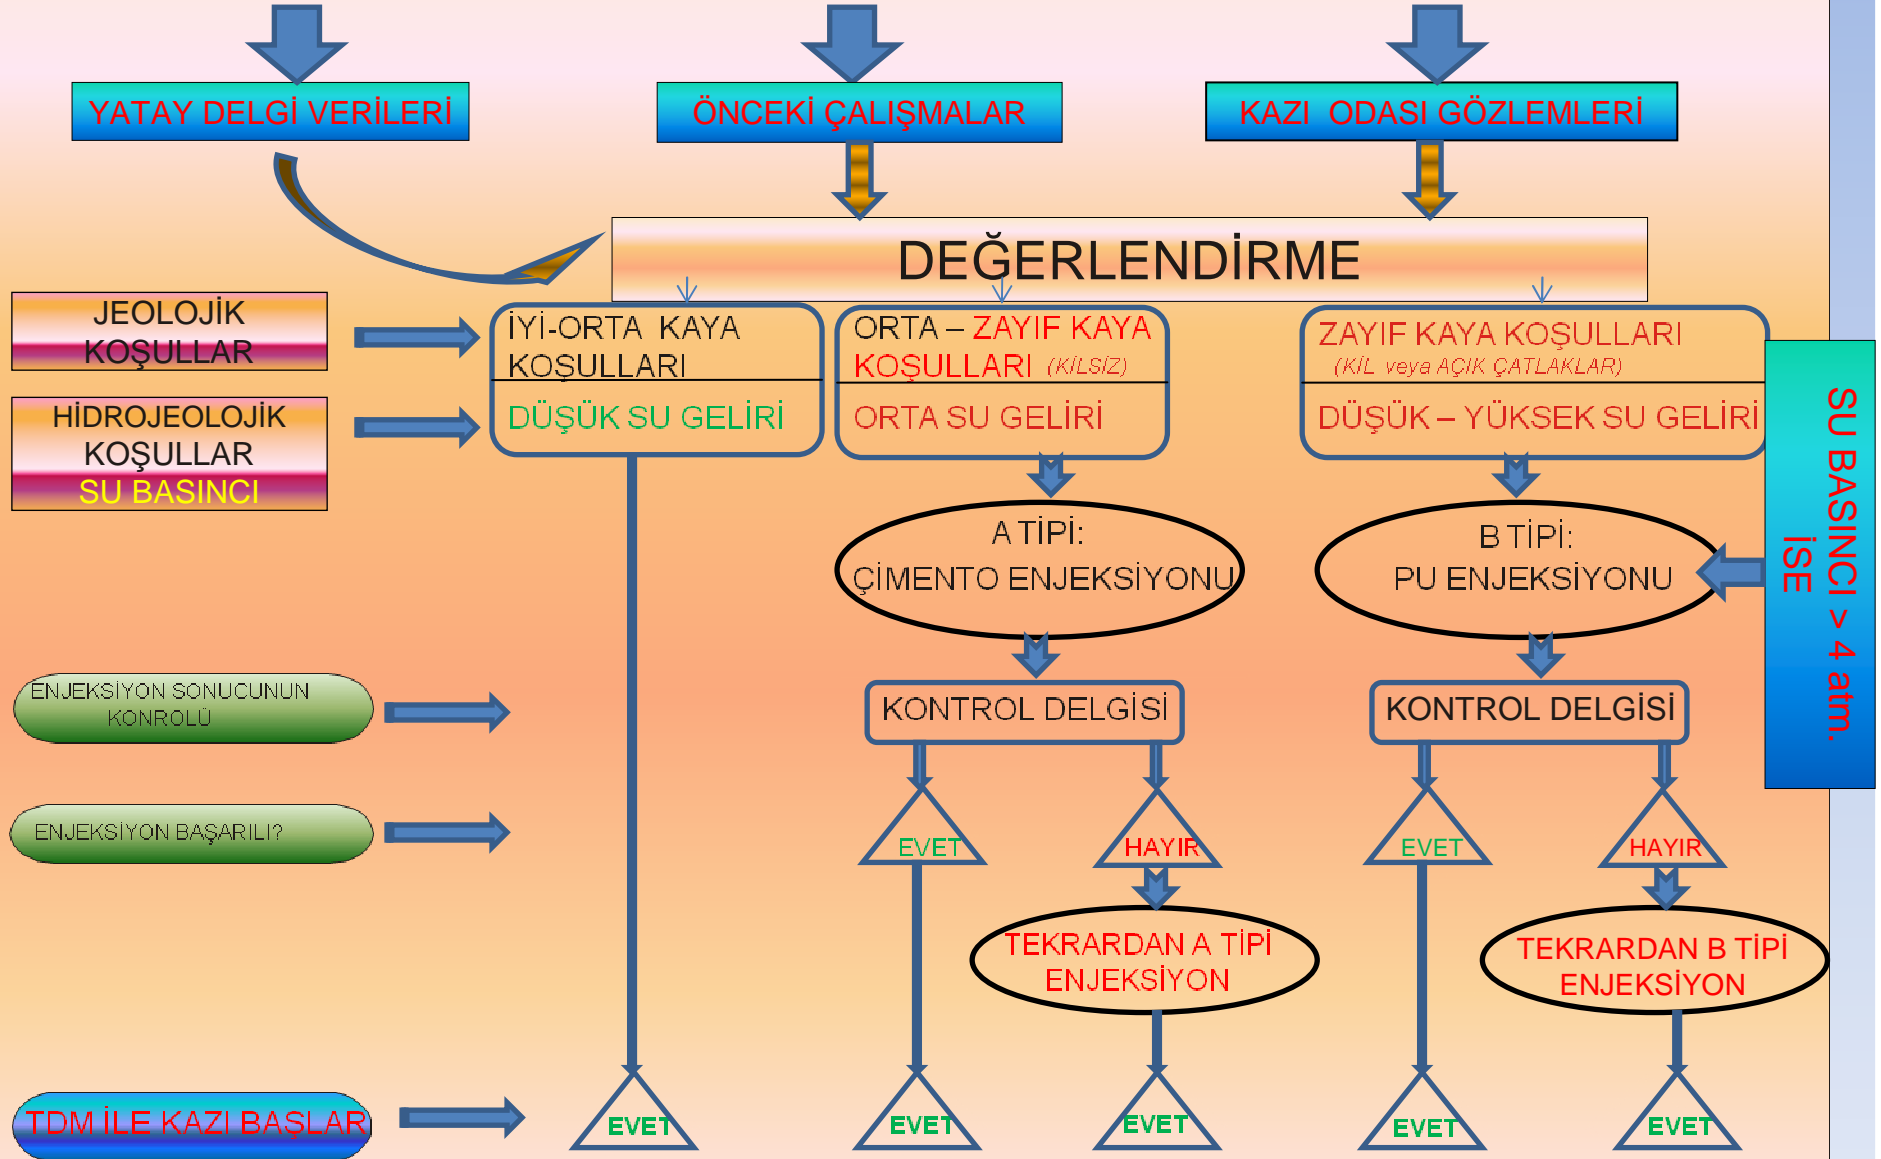 YATAY DELGİ VERİLERİ
ÖNCEKİ ÇALIŞMALAR
KAZI ODASI GÖZLEMLERİ
DEĞERLENDİRME
JEOLOJİK
KOŞULLAR
İYİ-ORTA KAYA
KOŞULLARI
ORTA – ZAYIF KAYA
KOŞULLARI (KİLSİZ)
ZAYIF KAYA KOŞULLARI
(KİL veya AÇIK ÇATLAKLAR)
HİDROJEOLOJİK
KOŞULLAR
SU BASINCI
DÜŞÜK SU GELİRİ
ORTA SU GELİRİ
DÜŞÜK – YÜKSEK SU GELİRİ
SU BASINCI > 4 atm.
İSE
A TİPİ:
ÇİMENTO ENJEKSİYONU
B TİPİ:
PU ENJEKSİYONU
ENJEKSİYON SONUCUNUN
KONROLÜ
KONTROL DELGİSİ
KONTROL DELGİSİ
ENJEKSİYON BAŞARILI?
EVET
HAYIR
EVET
HAYIR
TEKRARDAN A TİPİ
ENJEKSİYON
TEKRARDAN B TİPİ
ENJEKSİYON
TDM İLE KAZI BAŞLAR
EVET
EVET
EVET
EVET
EVET